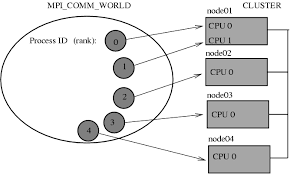 MPI_COMM_WORLD
CLUSTER
node01
Process ID (rank):
0
CPU 0
CPU 1
1
node02
CPU 0
2
node03
CPU 0
3
4
node04
CPU 0